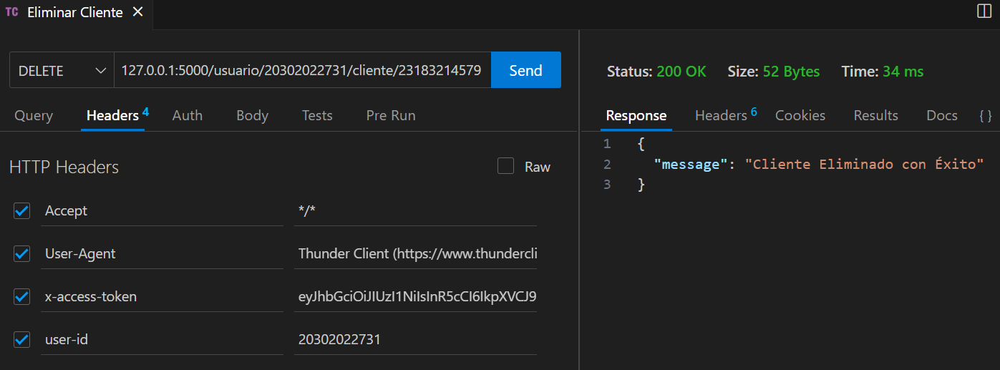 TC Eliminar Cliente ×
DELETE 127.0.0.1:5000/usuario/20302022731/cliente/23183214579 Send
Query Headers 4 Auth Body Tests Pre Run
HTTP Headers Raw
Accept */*
User-Agent Thunder Client (https://www.thundercli
x-access-token eyJhbGciOiJIUzI1NiIsInR5cCI6IkpXVCJ9
user-id 20302022731
Status: 200 OK Size: 52 Bytes Time: 34 ms
Response Headers 6 Cookies Results Docs { }
1 {
2 "message": "Cliente Eliminado con Éxito"
3 }